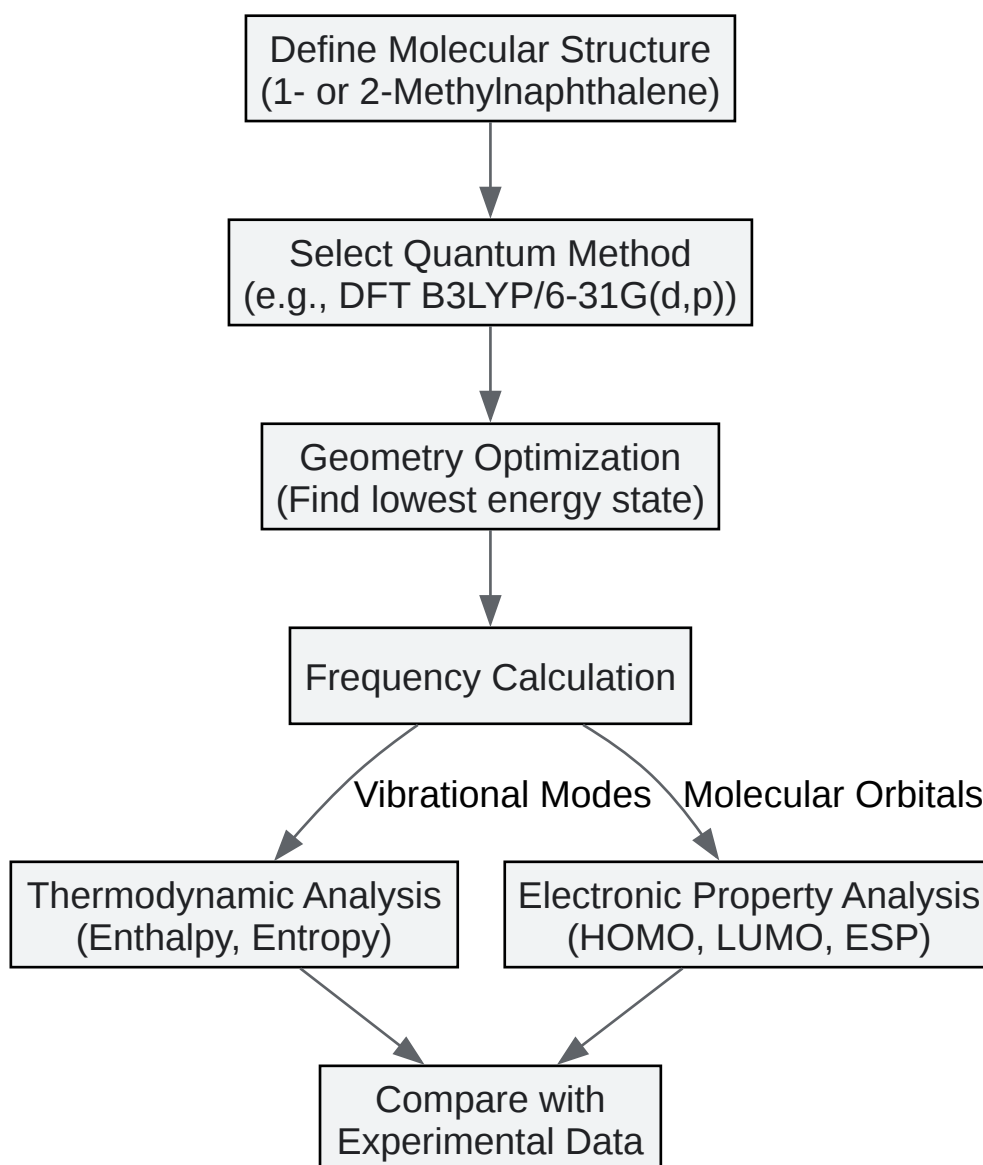 Define Molecular Structure
(1- or 2-Methylnaphthalene)
Select Quantum Method
(e.g., DFT B3LYP/6-31G(d,p))
Geometry Optimization
(Find lowest energy state)
Frequency Calculation
Vibrational Modes
Molecular Orbitals
Thermodynamic Analysis
(Enthalpy, Entropy)
Electronic Property Analysis
(HOMO, LUMO, ESP)
Compare with
Experimental Data